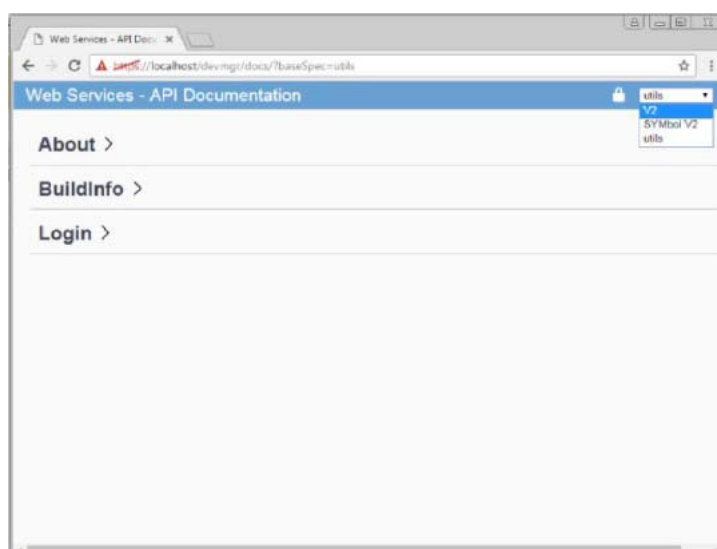 Web Services - API Doc
https://localhost/devmgr/docs/?baseSpec=utils
Web Services - API Documentation
utils
V2
SYMbol V2
utils
About >
BuildInfo >
Login >